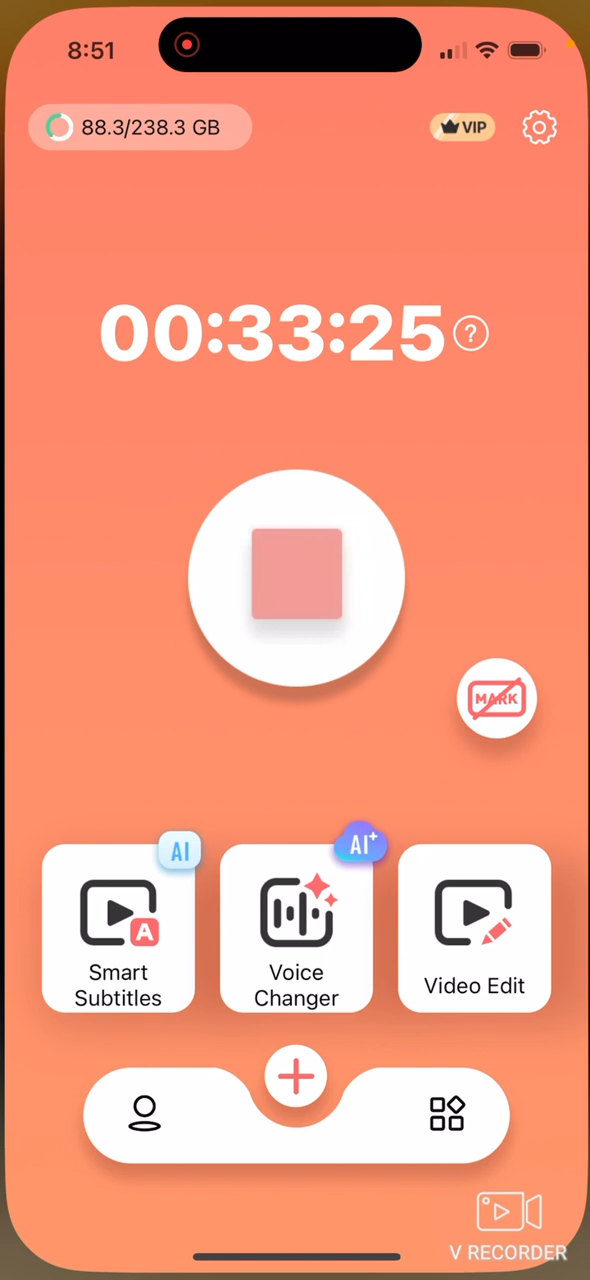 8:51
88.3/238.3 GB
VIP
00:33:25
?
MARK
AI
AI+
A
Smart
Subtitles
Voice
Changer
Video Edit
V RECORDER